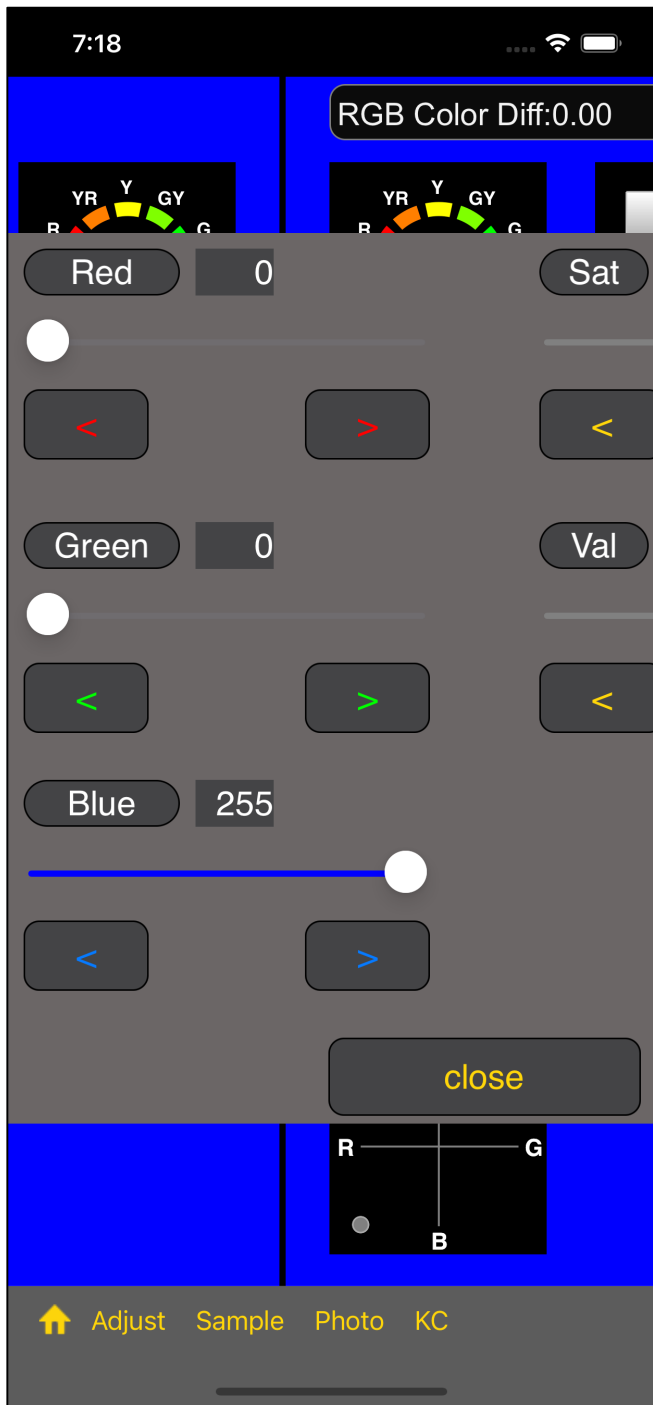 7:18
RGB Color Diff:0.00
YR Y GY
R G
YR Y GY
R G
Red 0 Sat
< > <
Green 0 Val
< > <
Blue 255
< >
close
R G
B
Adjust Sample Photo KC